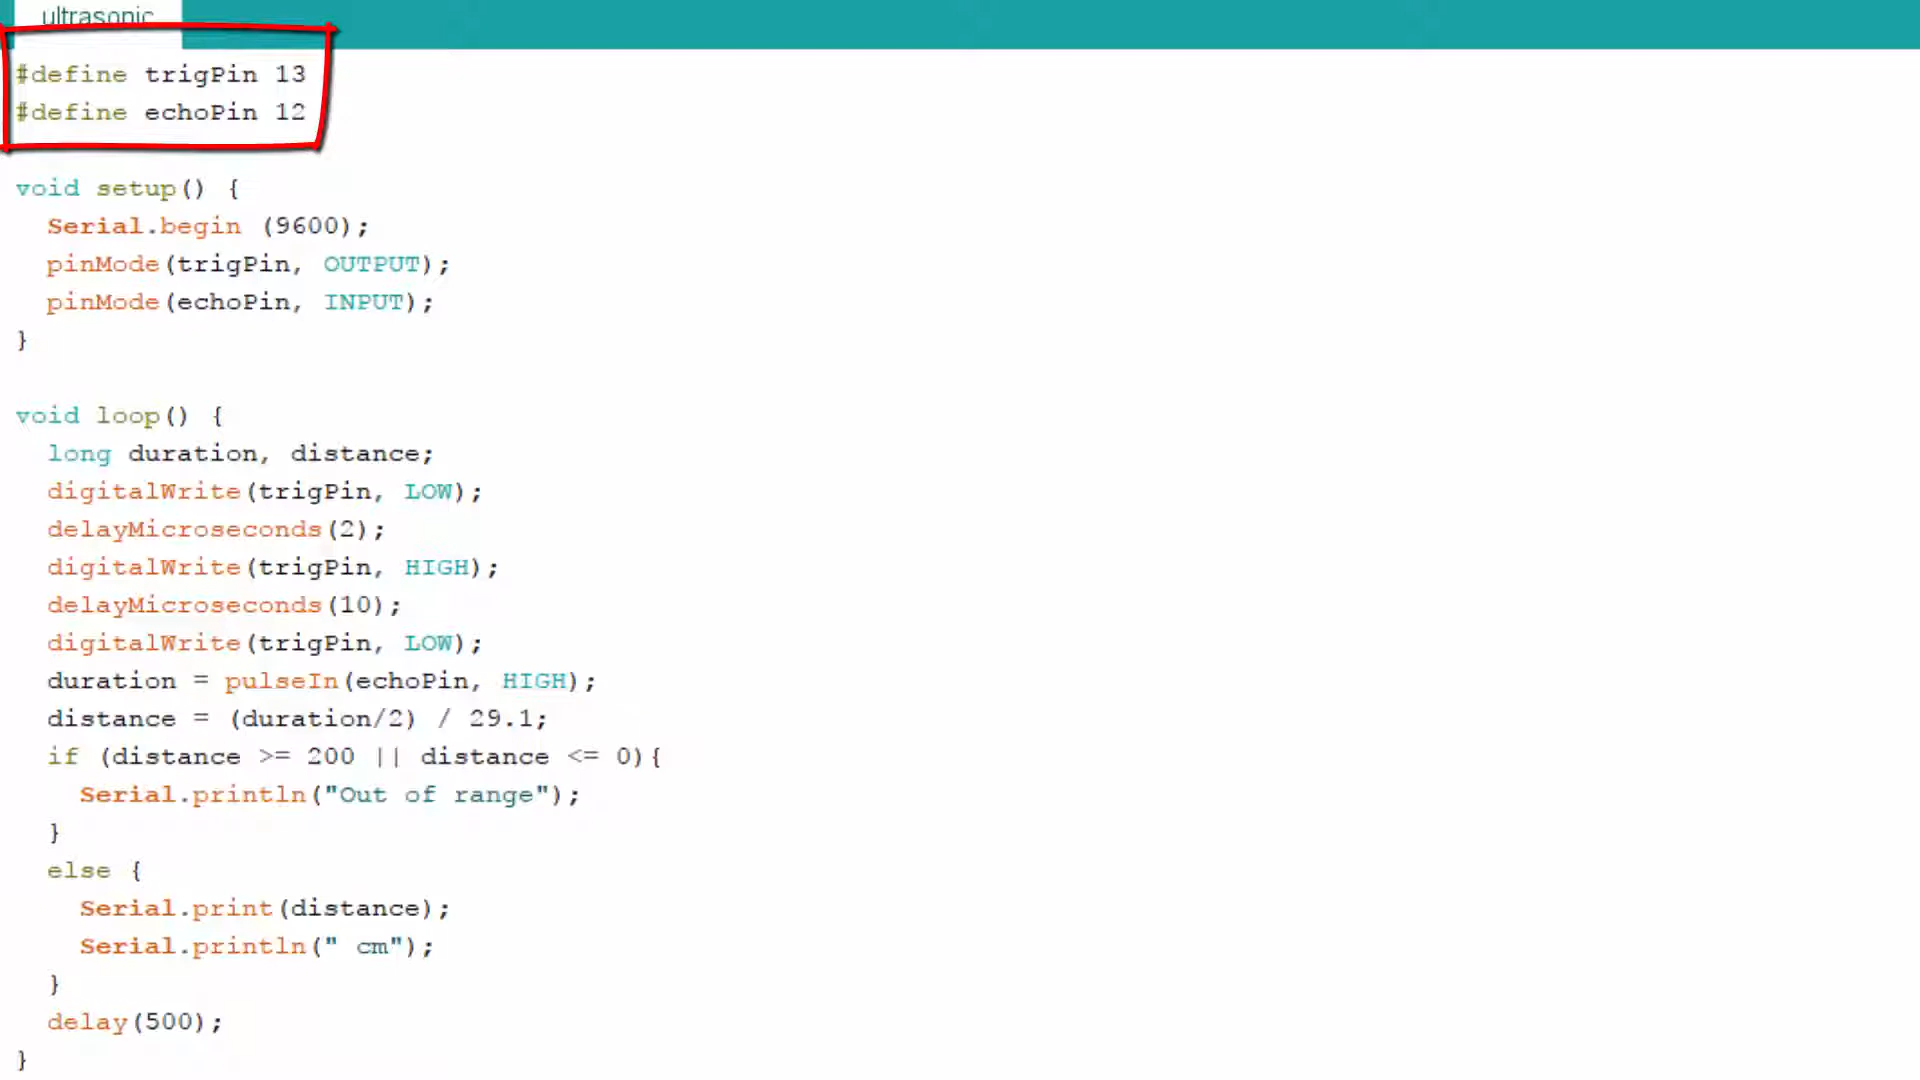 ultrasonic
#define trigPin 13
#define echoPin 12
void setup() {
Serial.begin (9600);
pinMode(trigPin, OUTPUT);
pinMode(echoPin, INPUT);
}
void loop() {
long duration, distance;
digitalWrite(trigPin, LOW);
delayMicroseconds(2);
digitalWrite(trigPin, HIGH);
delayMicroseconds(10);
digitalWrite(trigPin, LOW);
duration = pulseIn(echoPin, HIGH);
distance = (duration/2) / 29.1;
if (distance >= 200 || distance <= 0){
Serial.println("Out of range");
}
else {
Serial.print(distance);
Serial.println(" cm");
}
delay(500);
}